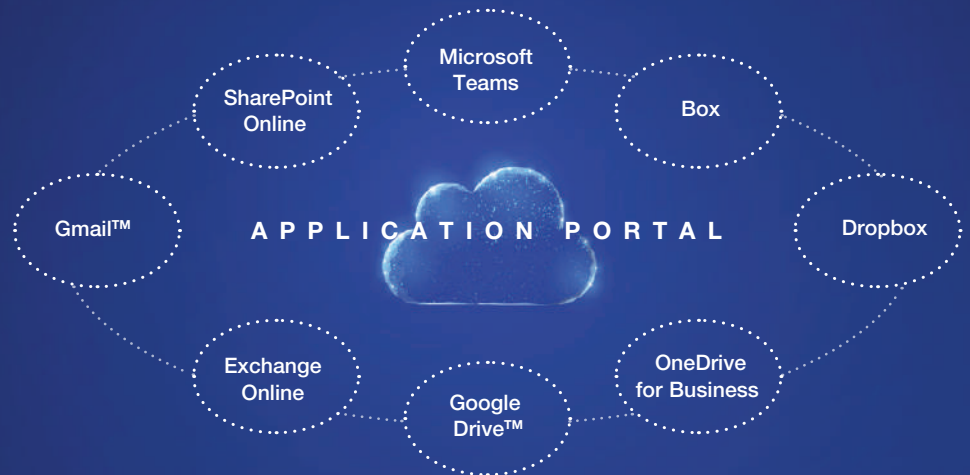 Microsoft
Teams
SharePoint
Online
Box
Gmail™
APPLICATION PORTAL
Dropbox
Exchange
Online
OneDrive
for Business
Google
Drive™